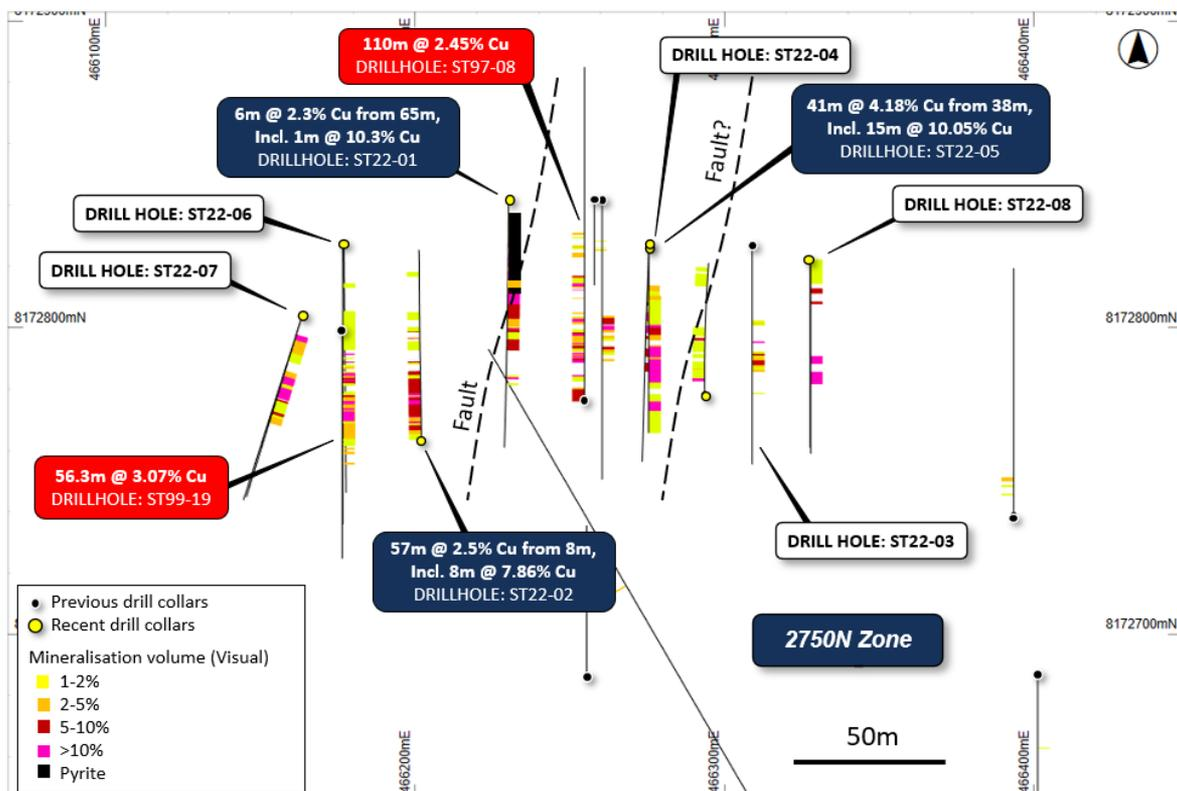 466100mE
466400mE
110m @ 2.45% Cu
DRILLHOLE: ST97-08
DRILL HOLE: ST22-04
6m @ 2.3% Cu from 65m,
Incl. 1m @ 10.3% Cu
DRILLHOLE: ST22-01
41m @ 4.18% Cu from 38m,
Incl. 15m @ 10.05% Cu
DRILLHOLE: ST22-05
Fault?
DRILL HOLE: ST22-06
DRILL HOLE: ST22-08
DRILL HOLE: ST22-07
8172800mN
8172800mN
Fault
56.3m @ 3.07% Cu
DRILLHOLE: ST99-19
57m @ 2.5% Cu from 8m,
Incl. 8m @ 7.86% Cu
DRILLHOLE: ST22-02
DRILL HOLE: ST22-03
Previous drill collars
Recent drill collars
Mineralisation volume (Visual)
1-2%
2-5%
5-10%
>10%
Pyrite
2750N Zone
8172700mN
50m
466200mE
466300mE
466400mE